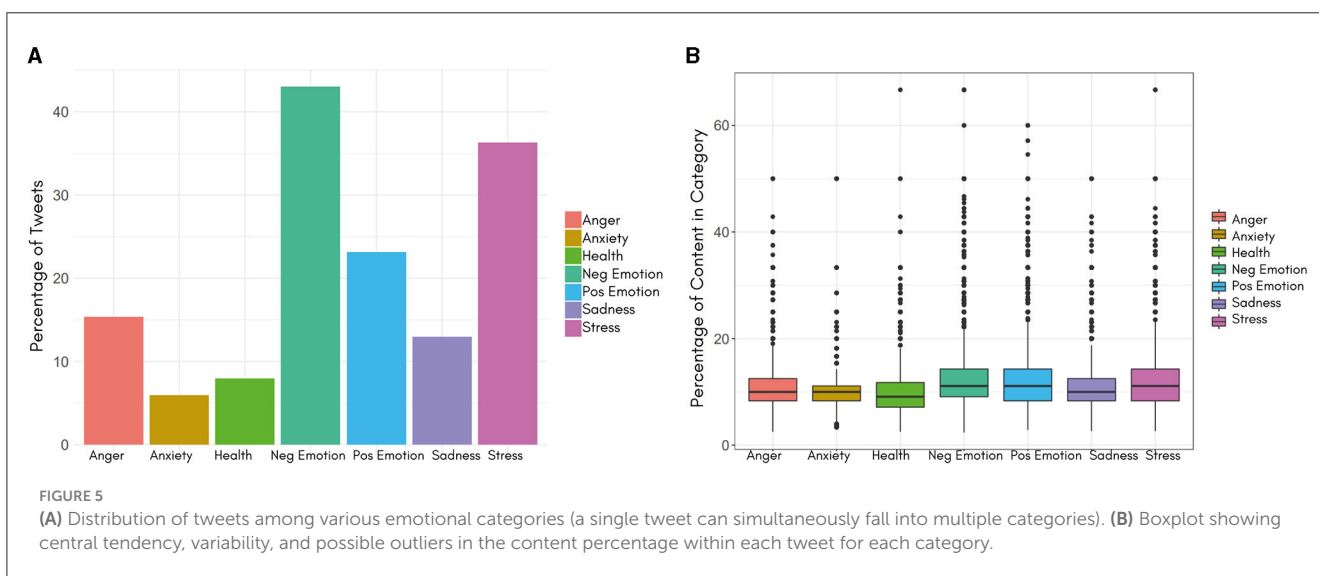 A
Percentage of Tweets
40
30
20
10
0
Anger Anxiety Health Neg Emotion Pos Emotion Sadness Stress
Anger
Anxiety
Health
Neg Emotion
Pos Emotion
Sadness
Stress
B
Percentage of Content in Category
60
40
20
0
Anger Anxiety Health Neg Emotion Pos Emotion Sadness Stress
Anger
Anxiety
Health
Neg Emotion
Pos Emotion
Sadness
Stress
FIGURE 5
(A) Distribution of tweets among various emotional categories (a single tweet can simultaneously fall into multiple categories). (B) Boxplot showing
central tendency, variability, and possible outliers in the content percentage within each tweet for each category.